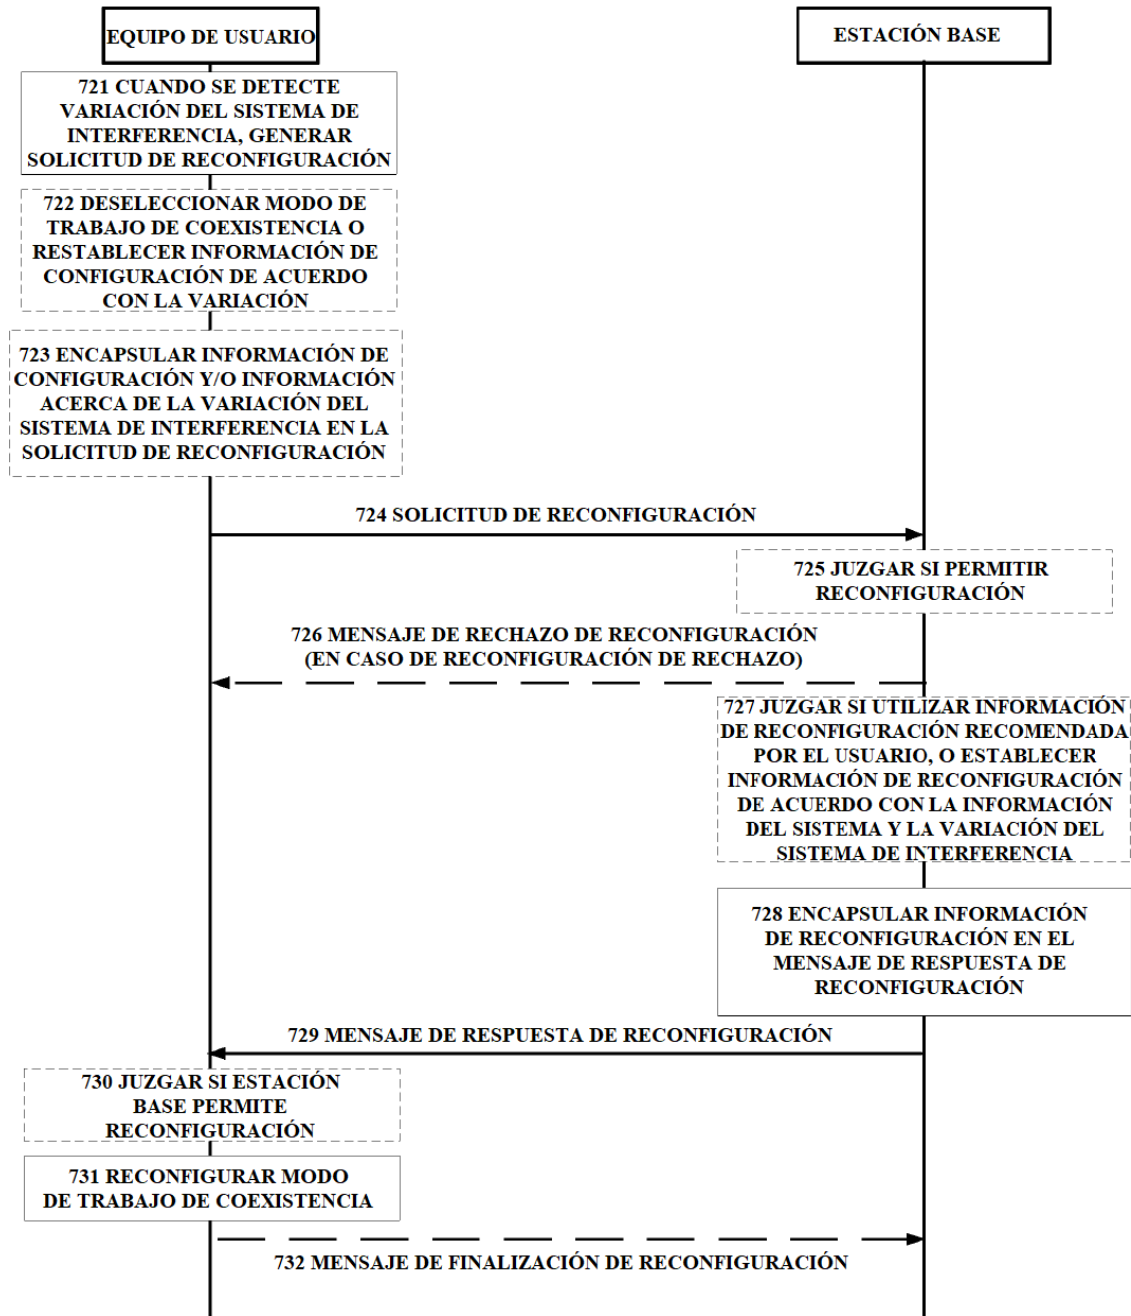 EQUIPO DE USUARIO
ESTACIÓN BASE
721 CUANDO SE DETECTE
VARIACIÓN DEL SISTEMA DE
INTERFERENCIA, GENERAR
SOLICITUD DE RECONFIGURACIÓN
722 DESELECCIONAR MODO DE
TRABAJO DE COEXISTENCIA O
RESTABLECER INFORMACIÓN DE
CONFIGURACIÓN DE ACUERDO
CON LA VARIACIÓN
723 ENCAPSULAR INFORMACIÓN DE
CONFIGURACIÓN Y/O INFORMACIÓN
ACERCA DE LA VARIACIÓN DEL
SISTEMA DE INTERFERENCIA EN LA
SOLICITUD DE RECONFIGURACIÓN
724 SOLICITUD DE RECONFIGURACIÓN
725 JUZGAR SI PERMITIR
RECONFIGURACIÓN
726 MENSAJE DE RECHAZO DE RECONFIGURACIÓN
(EN CASO DE RECONFIGURACIÓN DE RECHAZO)
727 JUZGAR SI UTILIZAR INFORMACIÓN
DE RECONFIGURACIÓN RECOMENDADA
POR EL USUARIO, O ESTABLECER
INFORMACIÓN DE RECONFIGURACIÓN
DE ACUERDO CON LA INFORMACIÓN
DEL SISTEMA Y LA VARIACIÓN DEL
SISTEMA DE INTERFERENCIA
728 ENCAPSULAR INFORMACIÓN
DE RECONFIGURACIÓN EN EL
MENSAJE DE RESPUESTA DE
RECONFIGURACIÓN
729 MENSAJE DE RESPUESTA DE RECONFIGURACIÓN
730 JUZGAR SI ESTACIÓN
BASE PERMITE
RECONFIGURACIÓN
731 RECONFIGURAR MODO
DE TRABAJO DE COEXISTENCIA
732 MENSAJE DE FINALIZACIÓN DE RECONFIGURACIÓN